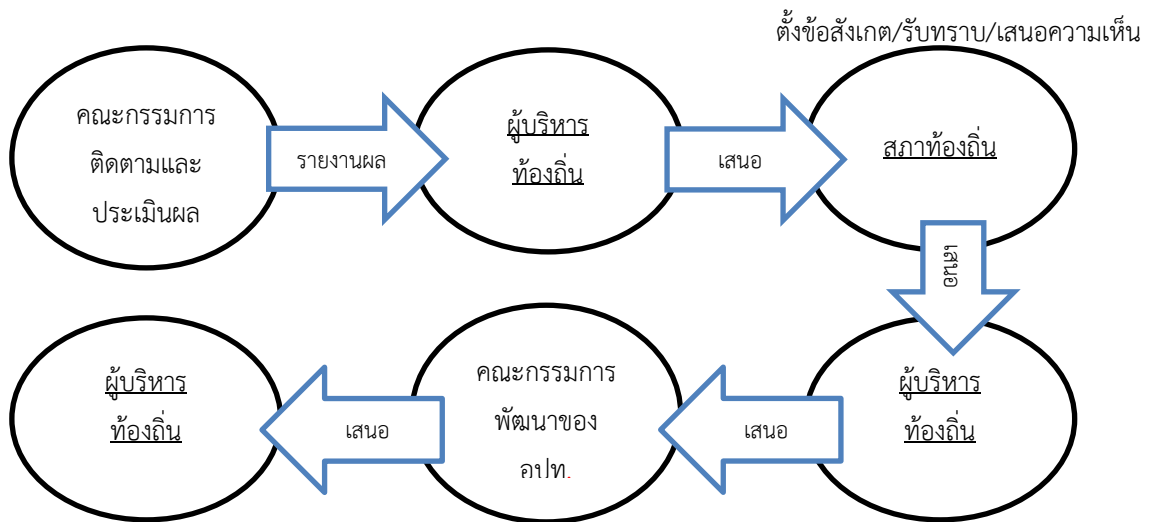 ตั้งข้อสังเกต/รับทราบ/เสนอความเห็น
คณะกรรมการ
ติดตามและ
ประเมินผล
รายงานผล
ผู้บริหาร
ท้องถิ่น
เสนอ
สภาท้องถิ่น
เสนอ
ผู้บริหาร
ท้องถิ่น
เสนอ
คณะกรรมการ
พัฒนาของ
อปท.
เสนอ
ผู้บริหาร
ท้องถิ่น